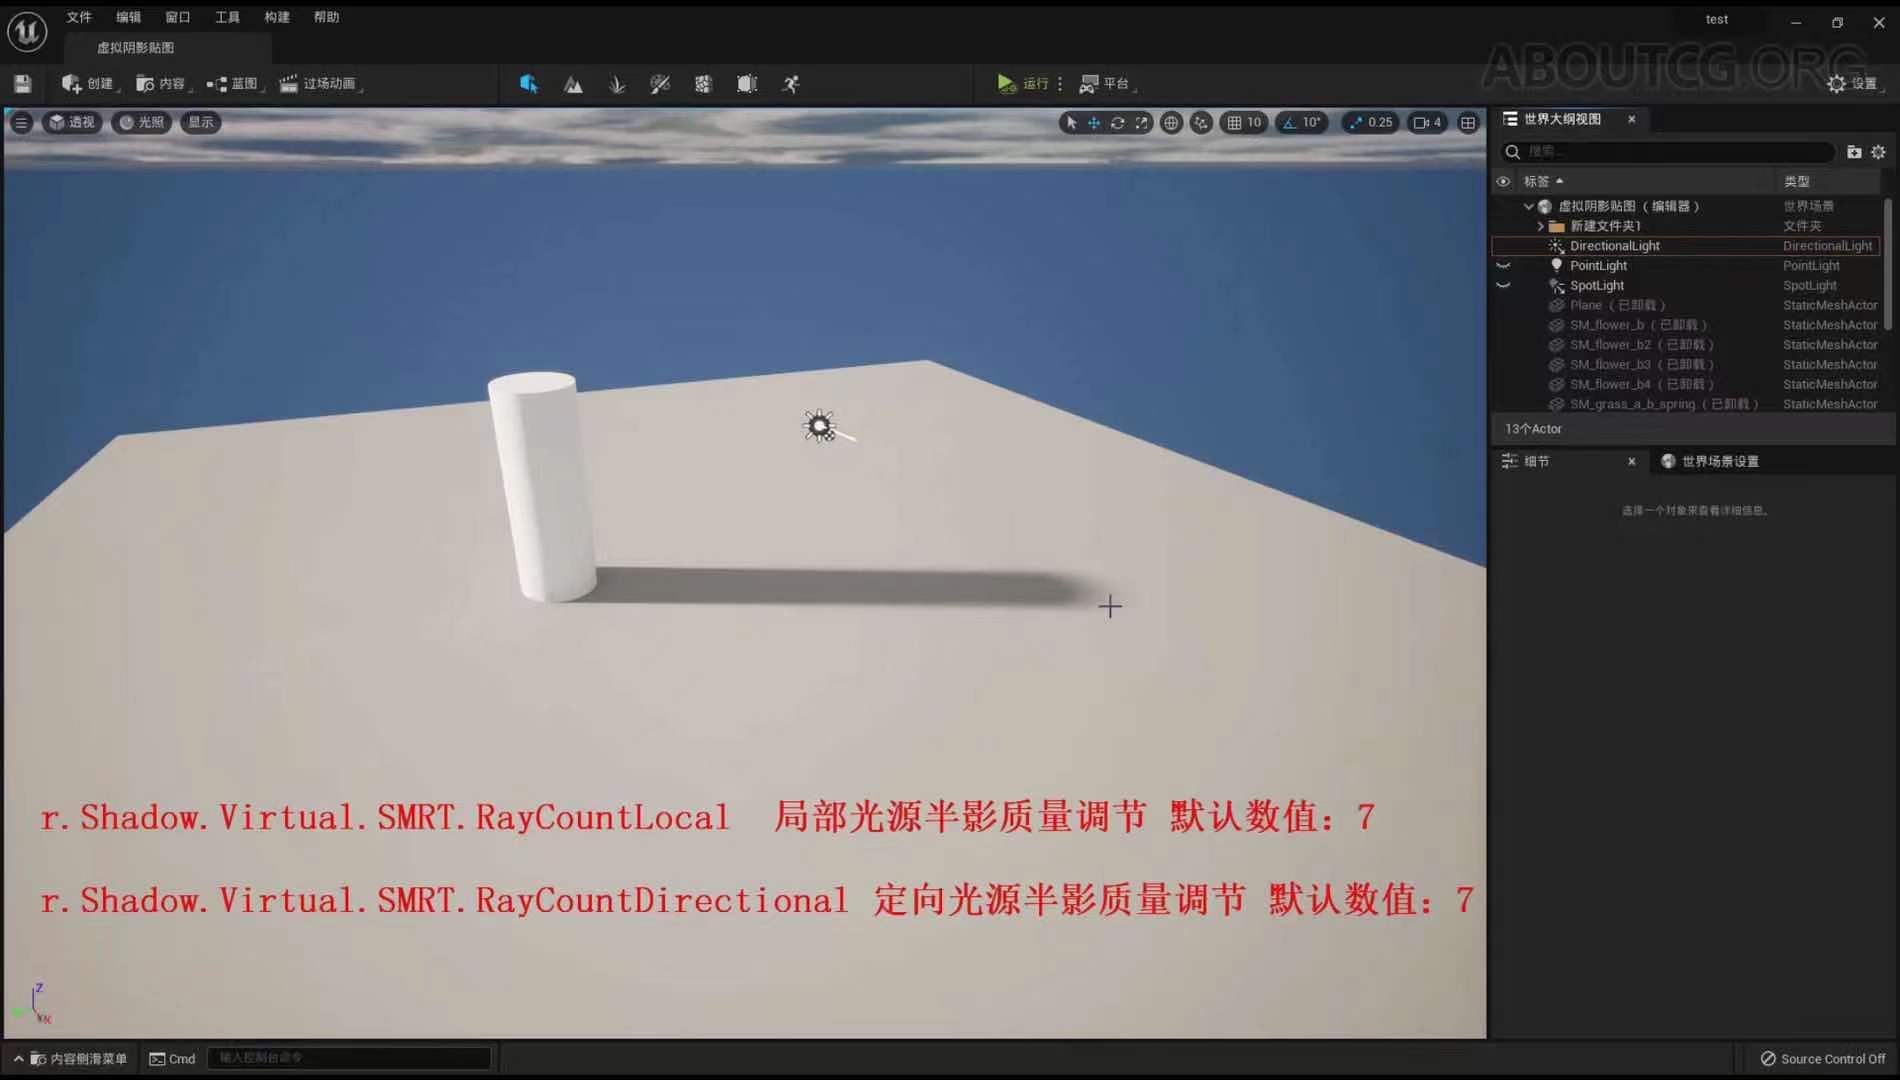 文件 编辑 窗口 工具 构建 帮助 test
虚拟阴影贴图
ABOUTCG.ORG
创建 内容 蓝图 过场动画 运行 平台 设置
透视 光照 显示 10 10° 0.25 4
世界大纲视图
搜索...
标签 类型
虚拟阴影贴图（编辑器） 世界场景
新建文件夹1 文件夹
DirectionalLight DirectionalLight
PointLight PointLight
SpotLight SpotLight
Plane（已卸载） StaticMeshActor
SM_flower_b（已卸载） StaticMeshActor
SM_flower_b2（已卸载） StaticMeshActor
SM_flower_b3（已卸载） StaticMeshActor
SM_flower_b4（已卸载） StaticMeshActor
SM_grass_a_b_spring（已卸载） StaticMeshActor
13个Actor
细节 世界场景设置
选择一个对象来查看详细信息。
r.Shadow.Virtual.SMRT.RayCountLocal 局部光源半影质量调节 默认数值：7
r.Shadow.Virtual.SMRT.RayCountDirectional 定向光源半影质量调节 默认数值：7
Z
X
内容侧滑菜单 Cmd 输入控制台命令 Source Control Off